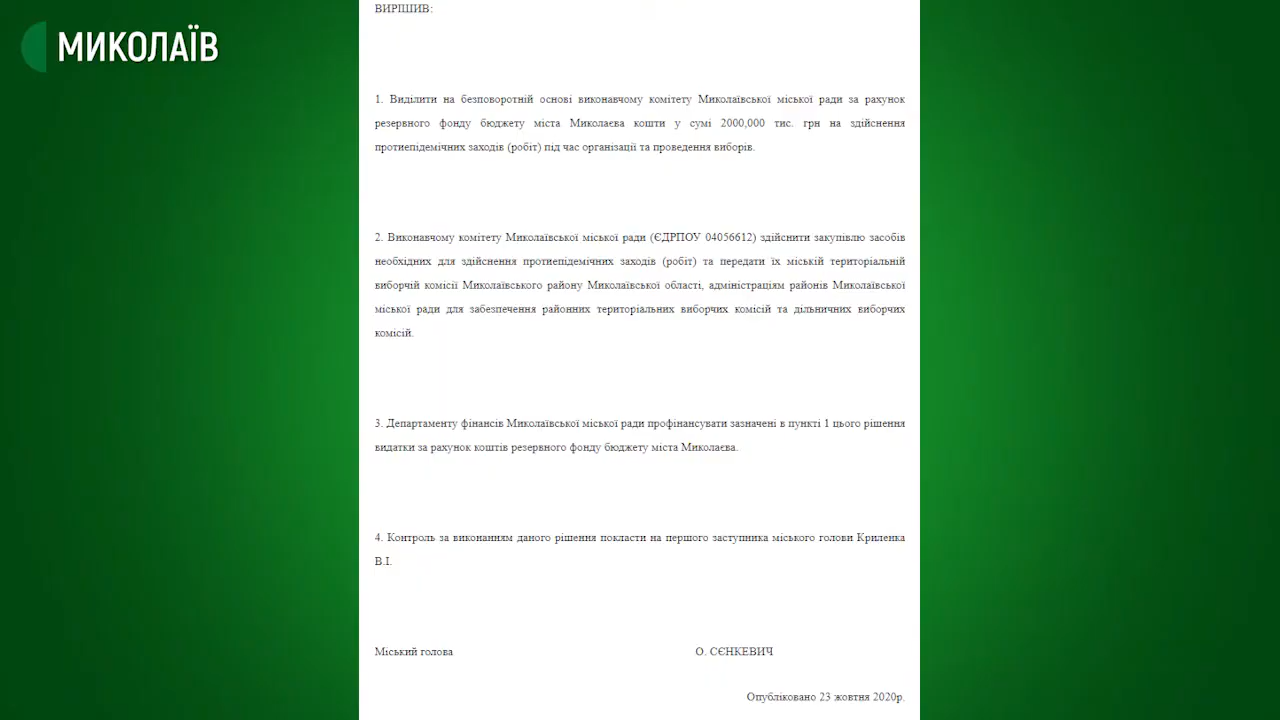 МИКОЛАЇВ
ВИРІШИВ:
1. Виділити на безповоротній основі виконавчому комітету Миколаївської міської ради за рахунок
резервного фонду бюджету міста Миколаєва кошти у сумі 2000,000 тис. грн на здійснення
протиепідемічних заходів (робіт) під час організації та проведення виборів.
2. Виконавчому комітету Миколаївської міської ради (ЄДРПОУ 04056612) здійснити закупівлю засобів
необхідних для здійснення протиепідемічних заходів (робіт) та передати їх міській територіальній
виборчій комісії Миколаївського району Миколаївської області, адміністраціям районів Миколаївської
міської ради для забезпечення районних територіальних виборчих комісій та дільничних виборчих
комісій.
3. Департаменту фінансів Миколаївської міської ради профінансувати зазначені в пункті 1 цього рішення
видатки за рахунок коштів резервного фонду бюджету міста Миколаєва.
4. Контроль за виконанням даного рішення покласти на першого заступника міського голови Криленка
В.І.
Міський голова О. СЄНКЕВИЧ
Опубліковано 23 жовтня 2020р.